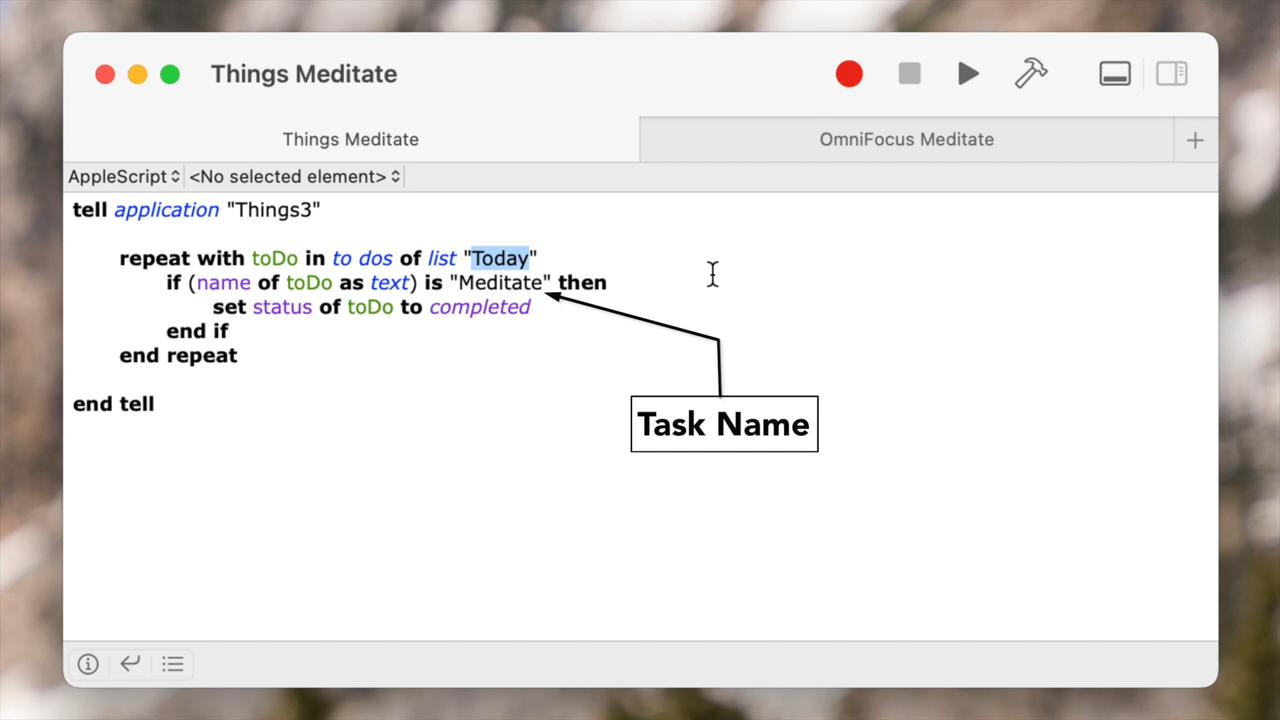 Things Meditate
Things Meditate
OmniFocus Meditate
AppleScript
<No selected element>
tell application "Things3"
repeat with toDo in to dos of list "Today"
if (name of toDo as text) is "Meditate" then
set status of toDo to completed
end if
end repeat
end tell
Task Name